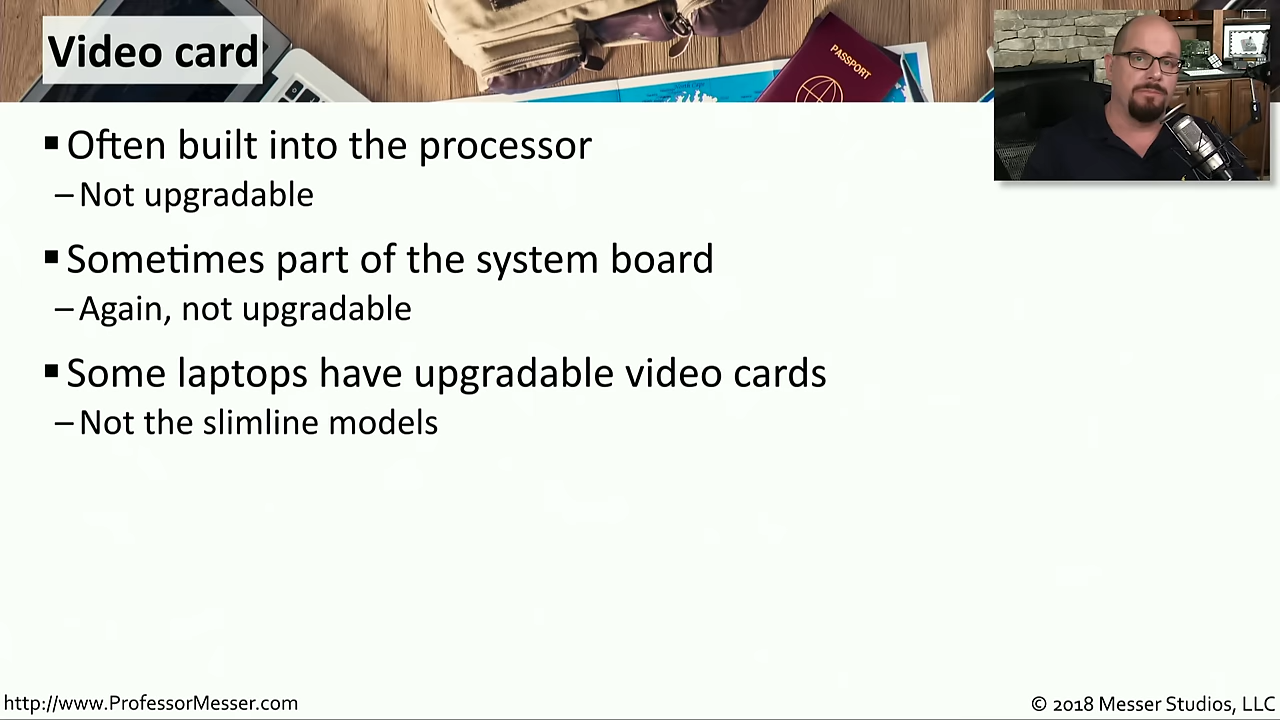 Video card
PASSPORT
▪ Often built into the processor
– Not upgradable
▪ Sometimes part of the system board
– Again, not upgradable
▪ Some laptops have upgradable video cards
– Not the slimline models
http://www.ProfessorMesser.com
© 2018 Messer Studios, LLC